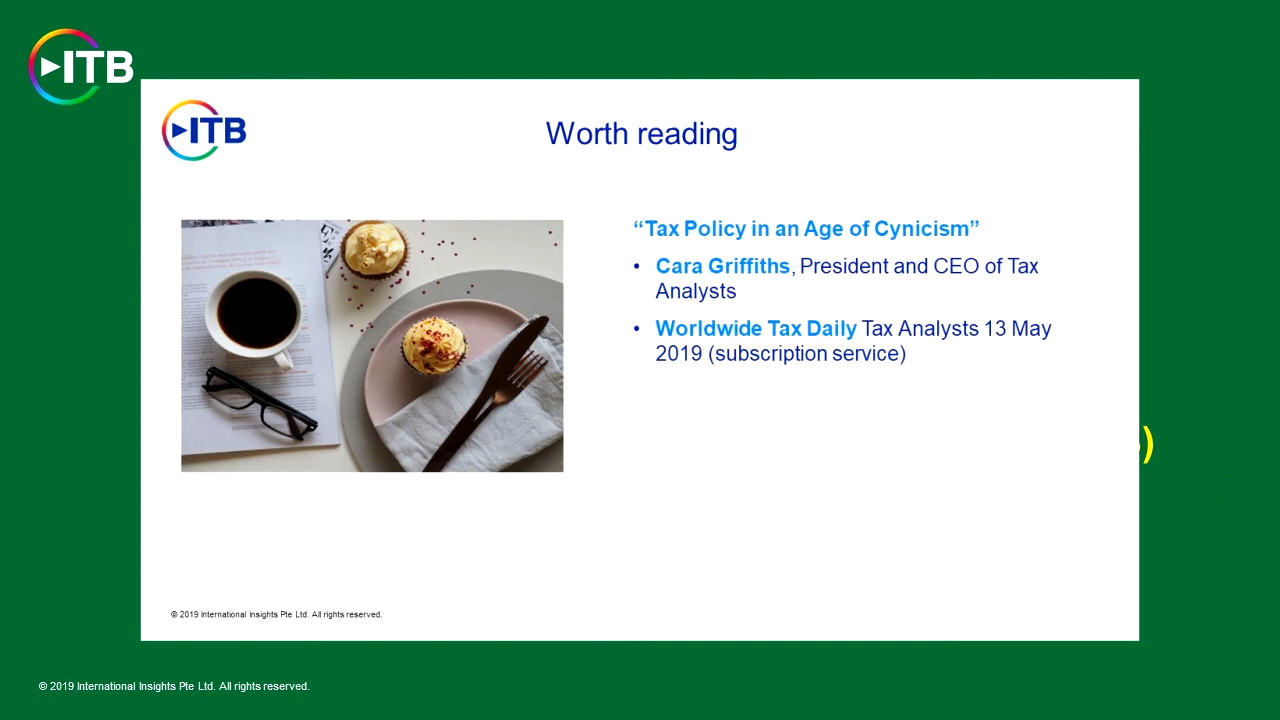 ITB
ITB
Worth reading
“Tax Policy in an Age of Cynicism”
• Cara Griffiths, President and CEO of Tax
Analysts
• Worldwide Tax Daily Tax Analysts 13 May
2019 (subscription service)
)
© 2019 International Insights Pte Ltd. All rights reserved.
© 2019 International Insights Pte Ltd. All rights reserved.